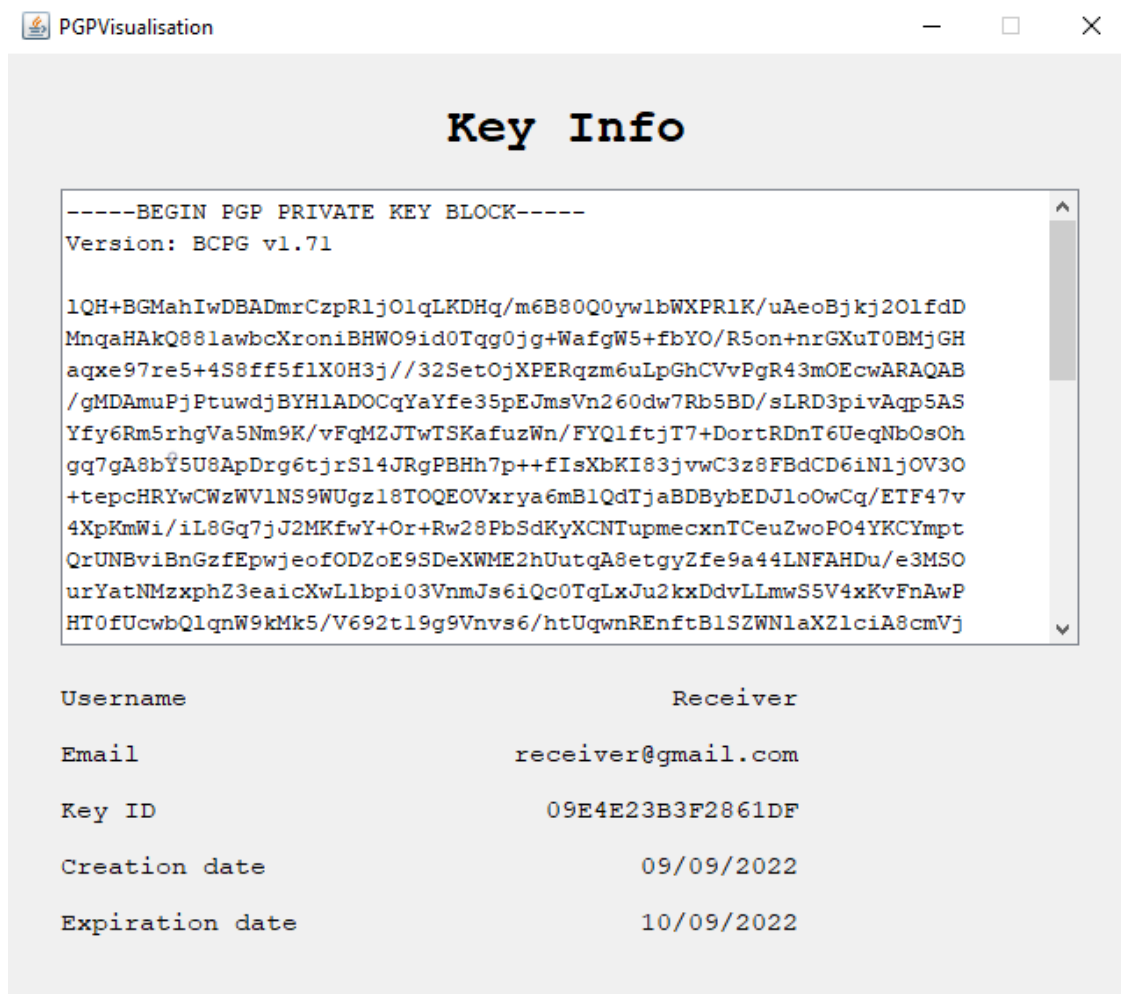 PGPVisualisation
Key Info
-----BEGIN PGP PRIVATE KEY BLOCK-----
Version: BCPG v1.71
lQH+BGMahIwDBADmrCzpRljOlqLKDHq/m6B80Q0ywlbWXPRlK/uAeoBjkj2OlfdD
MnqaHAkQ88lawbcXroniBHWO9id0Tqg0jg+WafgW5+fbYO/R5on+nrGXuT0BMjGH
aqxe97re5+4S8ff5flX0H3j//32SetOjXPERqzm6uLpGhCVvPgR43mOEcwARAQAB
/gMDAmuPjPtuwdjBYHlADOCqYaYfe35pEJmsVn260dw7Rb5BD/sLRD3pivAqp5AS
Yfy6Rm5rhgVa5Nm9K/vFqMZJTwTSKafuzWn/FYQlftjT7+DortRDnT6UeqNbOsOh
gq7gA8bY5U8ApDrg6tjrSl4JRgPBHh7p++fIsXbKI83jvwC3z8FBdCD6iNljOV3O
+tepcHRYwCWzWVlNS9WUgzl8TOQEOVxrya6mBlQdTjaBDBybEDJloOwCq/ETF47v
4XpKmWi/iL8Gq7jJ2MKfwY+Or+Rw28PbSdKyXCNTupmecxnTCeuZwoPO4YKCYmpt
QrUNBviBnGzfEpwjeofODZoE9SDeXWME2hUutqA8etgyZfe9a44LNFAHDu/e3MSO
urYatNMzxphZ3eaicXwLlbpi03VnmJs6iQc0TqLxJu2kxDdvLLmwS5V4xKvFnAwP
HT0fUcwbQlqnW9kMk5/V692tl9g9Vnvs6/htUqwnREnftBlSZWNlaXZlciA8cmVj
Username Receiver
Email receiver@gmail.com
Key ID 09E4E23B3F2861DF
Creation date 09/09/2022
Expiration date 10/09/2022